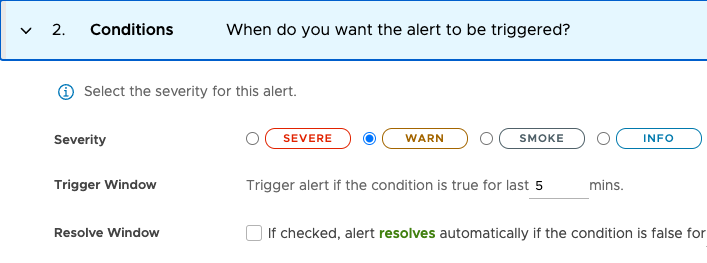 2. Conditions When do you want the alert to be triggered?
Select the severity for this alert.
Severity SEVERE WARN SMOKE INFO
Trigger Window Trigger alert if the condition is true for last 5 mins.
Resolve Window If checked, alert resolves automatically if the condition is false for